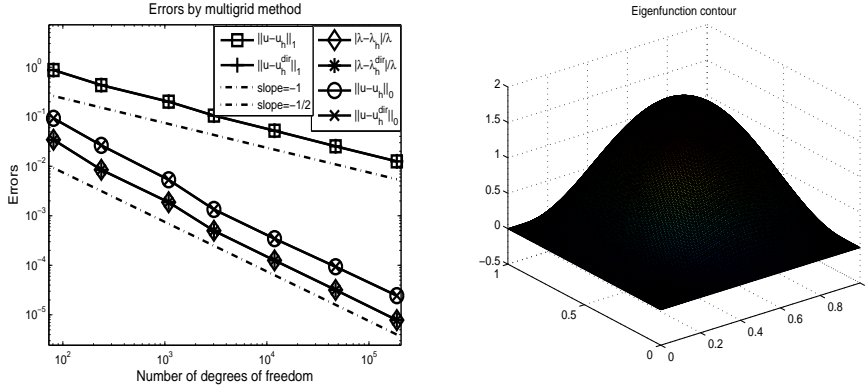 Errors by multigrid method
||u−u_h||_1
||u−u_h^dir||_1
slope=−1
slope=−1/2
|λ−λ_h|/λ
|λ−λ_h^dir|/λ
||u−u_h||_0
||u−u_h^dir||_0
Errors
10^0
10^−1
10^−2
10^−3
10^−4
10^−5
10^2
10^3
10^4
10^5
Number of degrees of freedom
Eigenfunction contour
2
1.5
1
0.5
0
−0.5
1
0.5
0
0
0.2
0.4
0.6
0.8